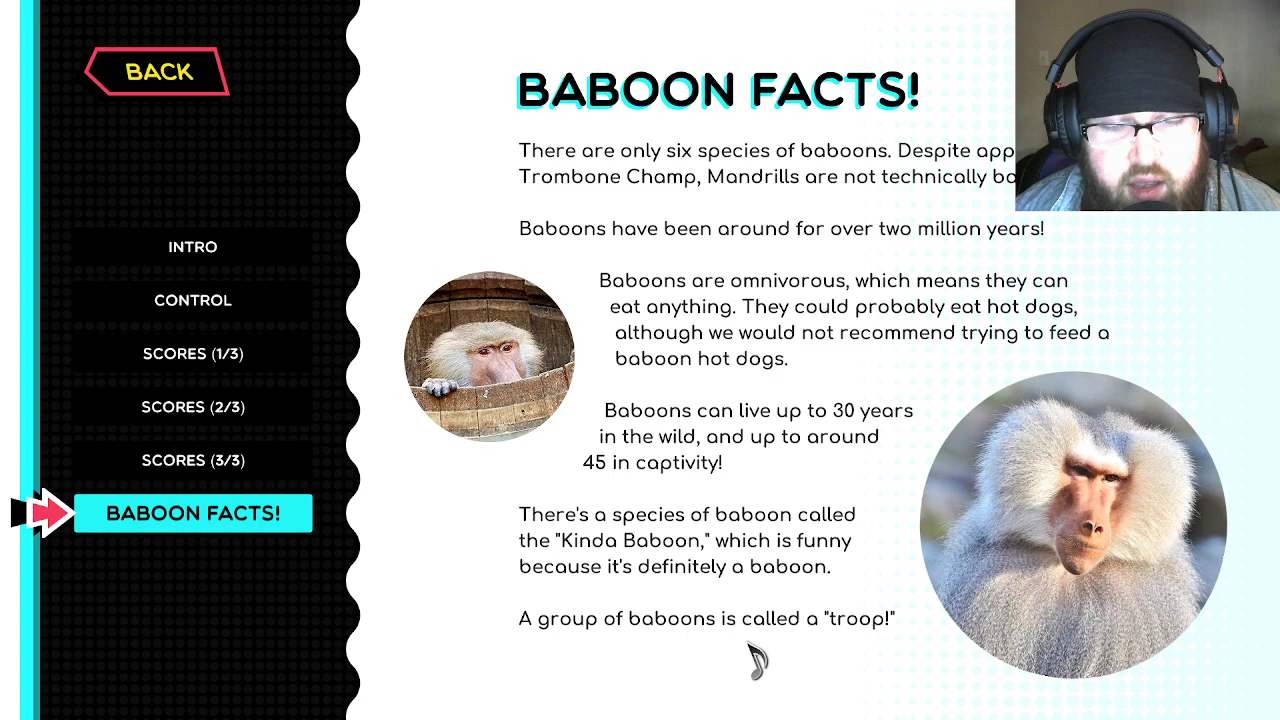 BACK
INTRO
CONTROL
SCORES (1/3)
SCORES (2/3)
SCORES (3/3)
BABOON FACTS!
BABOON FACTS!
There are only six species of baboons. Despite
Trombone Champ, Mandrills are not technically
Baboons have been around for over two million years!
Baboons are omnivorous, which means they can
eat anything. They could probably eat hot dogs,
although we would not recommend trying to feed a
baboon hot dogs.
Baboons can live up to 30 years
in the wild, and up to around
45 in captivity!
There's a species of baboon called
the "Kinda Baboon," which is funny
because it's definitely a baboon.
A group of baboons is called a "troop!"